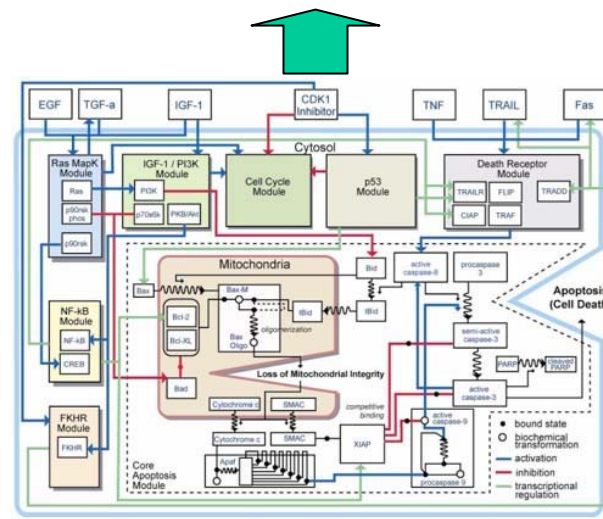 EGF
TGF-a
IGF-1
CDK1
Inhibitor
TNF
TRAIL
Fas
Cytosol
Ras MapK
Module
Ras
p90rsk
phos
p90rsk
IGF-1 / PI3K
Module
PI3K
p70s6k
PKB/Akt
Cell Cycle
Module
p53
Module
Death Receptor
Module
TRAILR
FLIP
TRADD
CIAP
TRAF
Mitochondria
Bax
Bax-M
Bcl-2
Bcl-XL
oligomerization
Bax
Oligo
tBid
Bid
tBid
active
caspase-8
procaspase
3
Apoptosis
(Cell Death
NF-kB
Module
NF-kB
CREB
Bad
Loss of Mitochondrial Integrity
semi-active
caspase-3
PARP
cleaved
PARP
active
caspase-3
Cytochrome c
SMAC
competitive
binding
active
caspase-9
FKHR
Module
FKHR
Cytochrome c
SMAC
XIAP
Core
Apoptosis
Module
Apaf
procaspase 9
bound state
biochemical
transformation
activation
inhibition
transcriptional
regulation